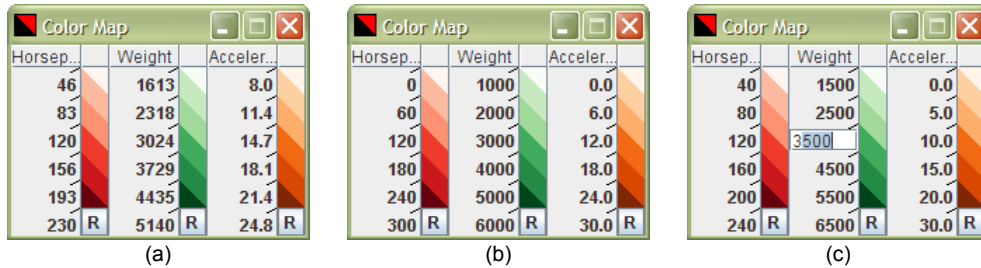 Color Map Color Map Color Map
Horsep... Weight Acceler... Horsep... Weight Acceler... Horsep... Weight Acceler...
46 1613 8.0 0 1000 0.0 40 1500 0.0
83 2318 11.4 60 2000 6.0 80 2500 5.0
120 3024 14.7 120 3000 12.0 120 3500 10.0
156 3729 18.1 180 4000 18.0 160 4500 15.0
193 4435 21.4 240 5000 24.0 200 5500 20.0
230 R 5140 R 24.8 R 300 R 6000 R 30.0 R 240 R 6500 R 30.0 R
(a) (b) (c)